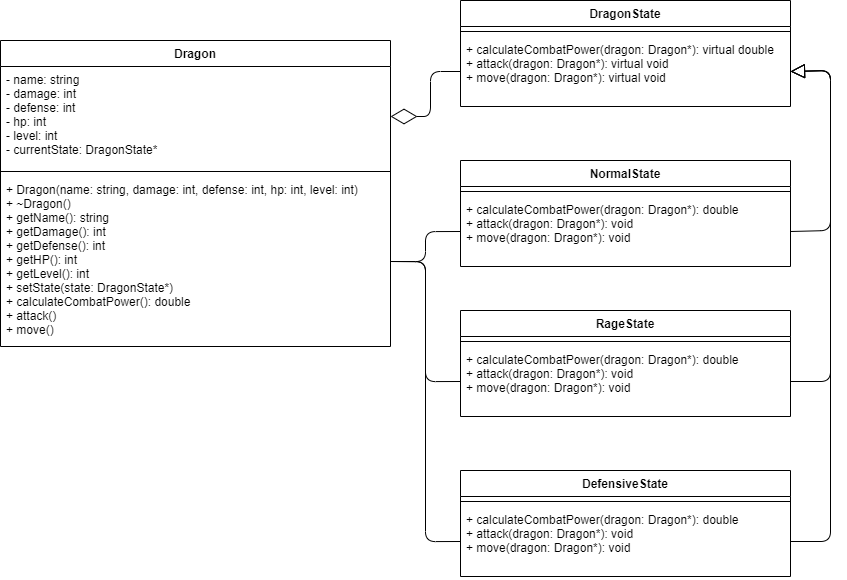 Dragon
- name: string
- damage: int
- defense: int
- hp: int
- level: int
- currentState: DragonState*
+ Dragon(name: string, damage: int, defense: int, hp: int, level: int)
+ ~Dragon()
+ getName(): string
+ getDamage(): int
+ getDefense(): int
+ getHP(): int
+ getLevel(): int
+ setState(state: DragonState*)
+ calculateCombatPower(): double
+ attack()
+ move()
DragonState
+ calculateCombatPower(dragon: Dragon*): virtual double
+ attack(dragon: Dragon*): virtual void
+ move(dragon: Dragon*): virtual void
NormalState
+ calculateCombatPower(dragon: Dragon*): double
+ attack(dragon: Dragon*): void
+ move(dragon: Dragon*): void
RageState
+ calculateCombatPower(dragon: Dragon*): double
+ attack(dragon: Dragon*): void
+ move(dragon: Dragon*): void
DefensiveState
+ calculateCombatPower(dragon: Dragon*): double
+ attack(dragon: Dragon*): void
+ move(dragon: Dragon*): void